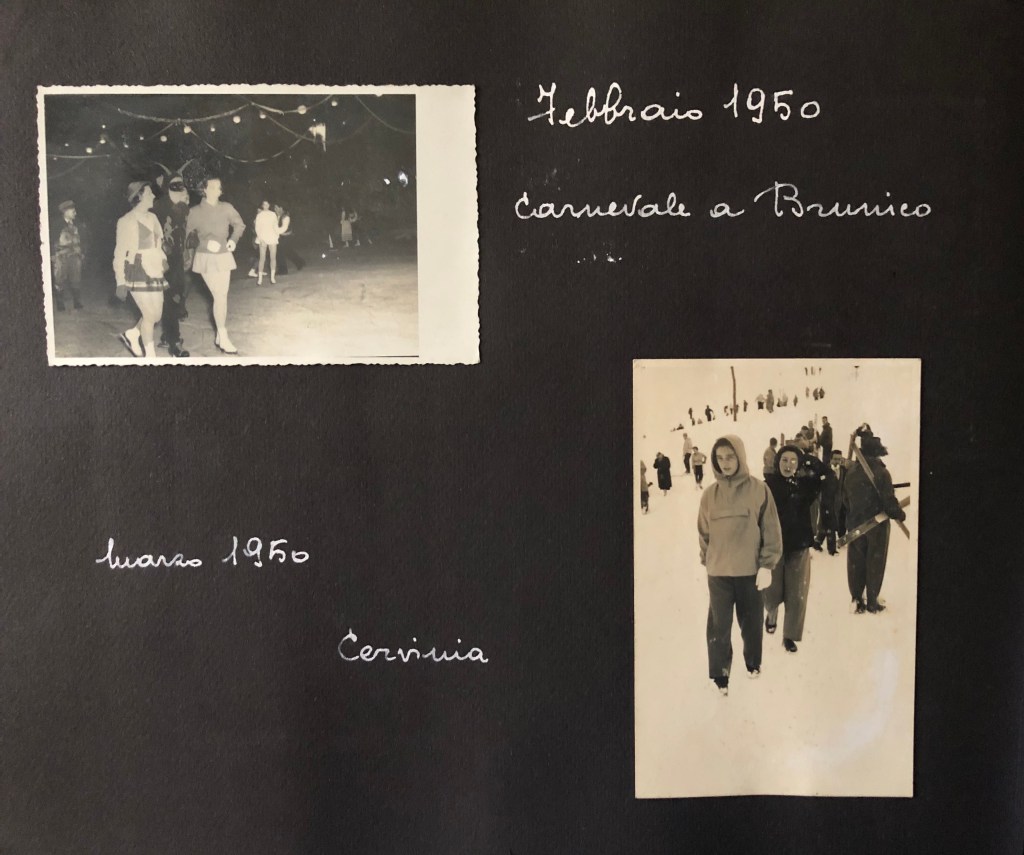 Febbraio 1950
Carnevale a Brunico
Marzo 1950
Cervinia